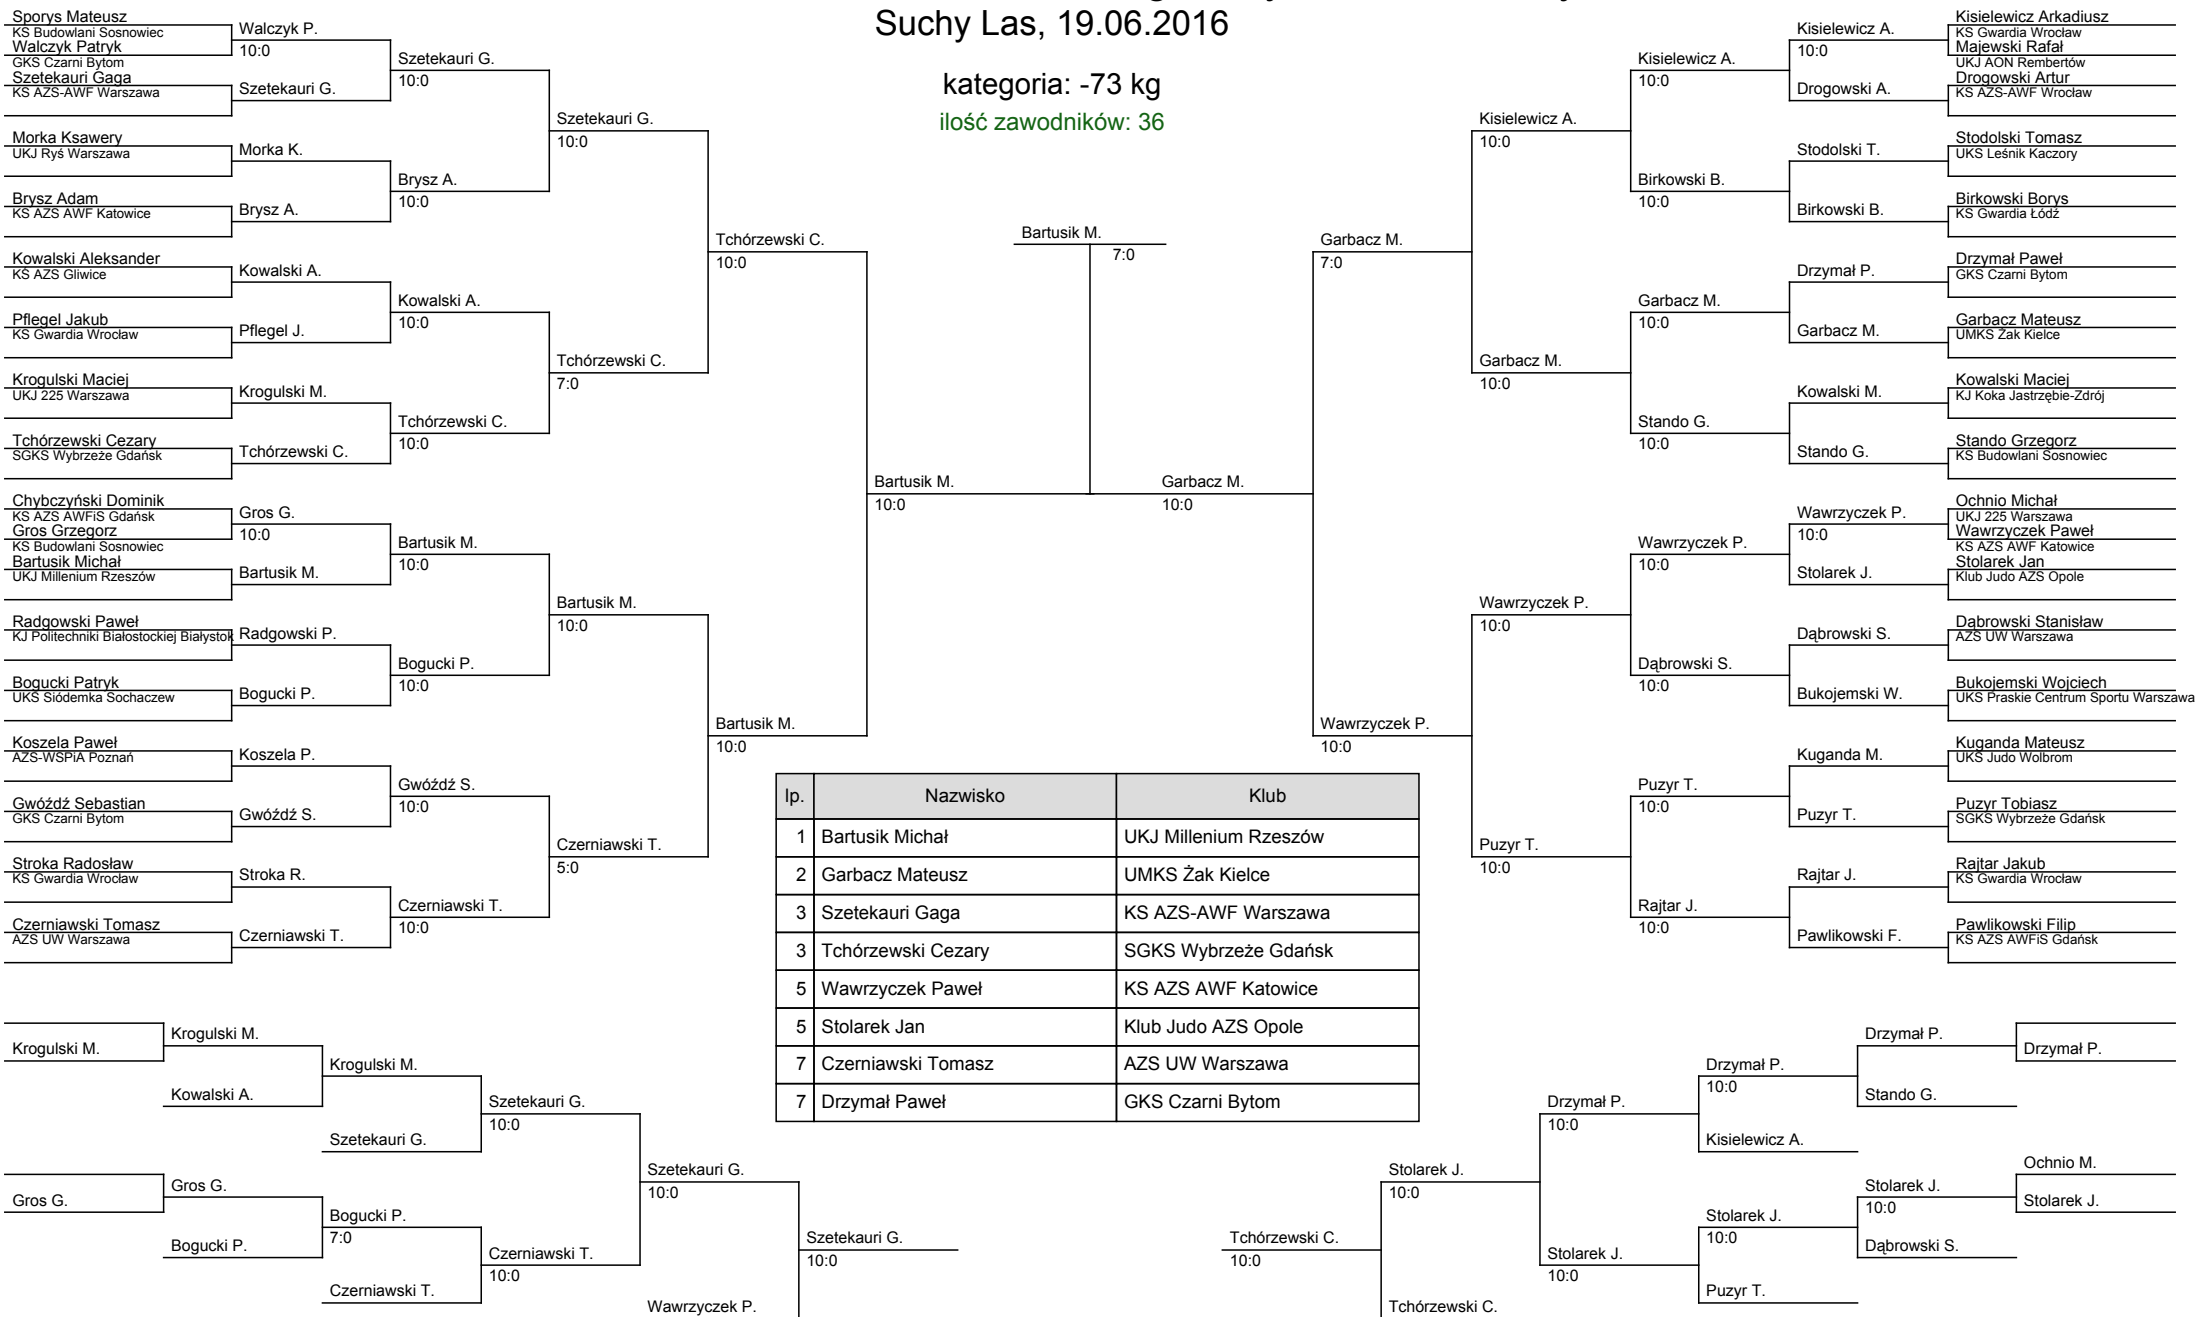 Suchy Las, 19.06.2016
kategoria: -73 kg
ilość zawodników: 36
Sporys Mateusz
KS Budowlani Sosnowiec
Walczyk Patryk
GKS Czarni Bytom
Szetekauri Gaga
KS AZS-AWF Warszawa
Morka Ksawery
UKJ Ryś Warszawa
Brysz Adam
KS AZS AWF Katowice
Kowalski Aleksander
KS AZS Gliwice
Pflegel Jakub
KS Gwardia Wrocław
Krogulski Maciej
UKJ 225 Warszawa
Tchórzewski Cezary
SGKS Wybrzeże Gdańsk
Chybczyński Dominik
KS AZS AWFiS Gdańsk
Gros Grzegorz
KS Budowlani Sosnowiec
Bartusik Michał
UKJ Millenium Rzeszów
Radgowski Paweł
KJ Politechniki Białostockiej Białystok
Bogucki Patryk
UKS Siódemka Sochaczew
Koszela Paweł
AZS-WSPiA Poznań
Gwóźdź Sebastian
GKS Czarni Bytom
Stroka Radosław
KS Gwardia Wrocław
Czerniawski Tomasz
AZS UW Warszawa
Walczyk P.
10:0
Szetekauri G.
Morka K.
Brysz A.
Kowalski A.
Pflegel J.
Krogulski M.
Tchórzewski C.
Gros G.
10:0
Bartusik M.
Radgowski P.
Bogucki P.
Koszela P.
Gwóźdź S.
Stroka R.
Czerniawski T.
Szetekauri G.
10:0
Brysz A.
10:0
Kowalski A.
10:0
Tchórzewski C.
10:0
Bartusik M.
10:0
Bogucki P.
10:0
Gwóźdź S.
10:0
Czerniawski T.
10:0
Szetekauri G.
10:0
Tchórzewski C.
7:0
Bartusik M.
10:0
Czerniawski T.
5:0
Tchórzewski C.
10:0
Bartusik M.
10:0
Bartusik M.
10:0
Bartusik M.
7:0
Garbacz M.
10:0
Garbacz M.
7:0
Wawrzyczek P.
10:0
Kisielewicz A.
10:0
Garbacz M.
10:0
Wawrzyczek P.
10:0
Puzyr T.
10:0
Kisielewicz A.
10:0
Birkowski B.
10:0
Garbacz M.
10:0
Stando G.
10:0
Wawrzyczek P.
10:0
Dąbrowski S.
10:0
Puzyr T.
10:0
Rajtar J.
10:0
Kisielewicz A.
10:0
Drogowski A.
Stodolski T.
Birkowski B.
Drzymał P.
Garbacz M.
Kowalski M.
Stando G.
Wawrzyczek P.
10:0
Stolarek J.
Dąbrowski S.
Bukojemski W.
Kuganda M.
Puzyr T.
Rajtar J.
Pawlikowski F.
Kisielewicz Arkadiusz
KS Gwardia Wrocław
Majewski Rafał
UKJ AON Rembertów
Drogowski Artur
KS AZS-AWF Wrocław
Stodolski Tomasz
UKS Leśnik Kaczory
Birkowski Borys
KS Gwardia Łódź
Drzymał Paweł
GKS Czarni Bytom
Garbacz Mateusz
UMKS Żak Kielce
Kowalski Maciej
KJ Koka Jastrzębie-Zdrój
Stando Grzegorz
KS Budowlani Sosnowiec
Ochnio Michał
UKJ 225 Warszawa
Wawrzyczek Paweł
KS AZS AWF Katowice
Stolarek Jan
Klub Judo AZS Opole
Dąbrowski Stanisław
AZS UW Warszawa
Bukojemski Wojciech
UKS Praskie Centrum Sportu Warszawa
Kuganda Mateusz
UKS Judo Wolbrom
Puzyr Tobiasz
SGKS Wybrzeże Gdańsk
Rajtar Jakub
KS Gwardia Wrocław
Pawlikowski Filip
KS AZS AWFiS Gdańsk
lp. Nazwisko Klub
1 Bartusik Michał UKJ Millenium Rzeszów
2 Garbacz Mateusz UMKS Żak Kielce
3 Szetekauri Gaga KS AZS-AWF Warszawa
3 Tchórzewski Cezary SGKS Wybrzeże Gdańsk
5 Wawrzyczek Paweł KS AZS AWF Katowice
5 Stolarek Jan Klub Judo AZS Opole
7 Czerniawski Tomasz AZS UW Warszawa
7 Drzymał Paweł GKS Czarni Bytom
Krogulski M.
Gros G.
Krogulski M.
Kowalski A.
Gros G.
Bogucki P.
Krogulski M.
Szetekauri G.
Bogucki P.
7:0
Czerniawski T.
Szetekauri G.
10:0
Czerniawski T.
10:0
Szetekauri G.
10:0
Wawrzyczek P.
Szetekauri G.
10:0
Tchórzewski C.
10:0
Stolarek J.
10:0
Tchórzewski C.
Drzymał P.
10:0
Stolarek J.
10:0
Drzymał P.
10:0
Kisielewicz A.
Stolarek J.
10:0
Puzyr T.
Drzymał P.
Stando G.
Stolarek J.
10:0
Dąbrowski S.
Drzymał P.
Ochnio M.
Stolarek J.